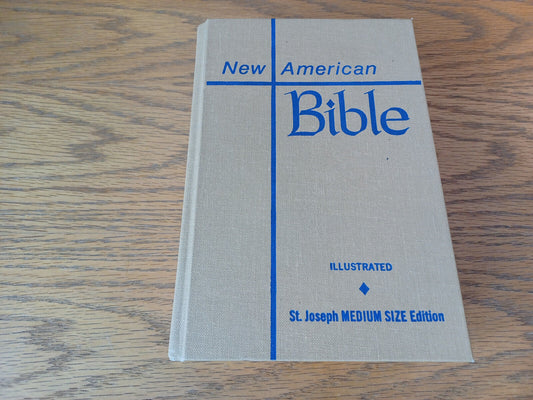 New American
Bible
ILLUSTRATED
St. Joseph MEDIUM SIZE Edition